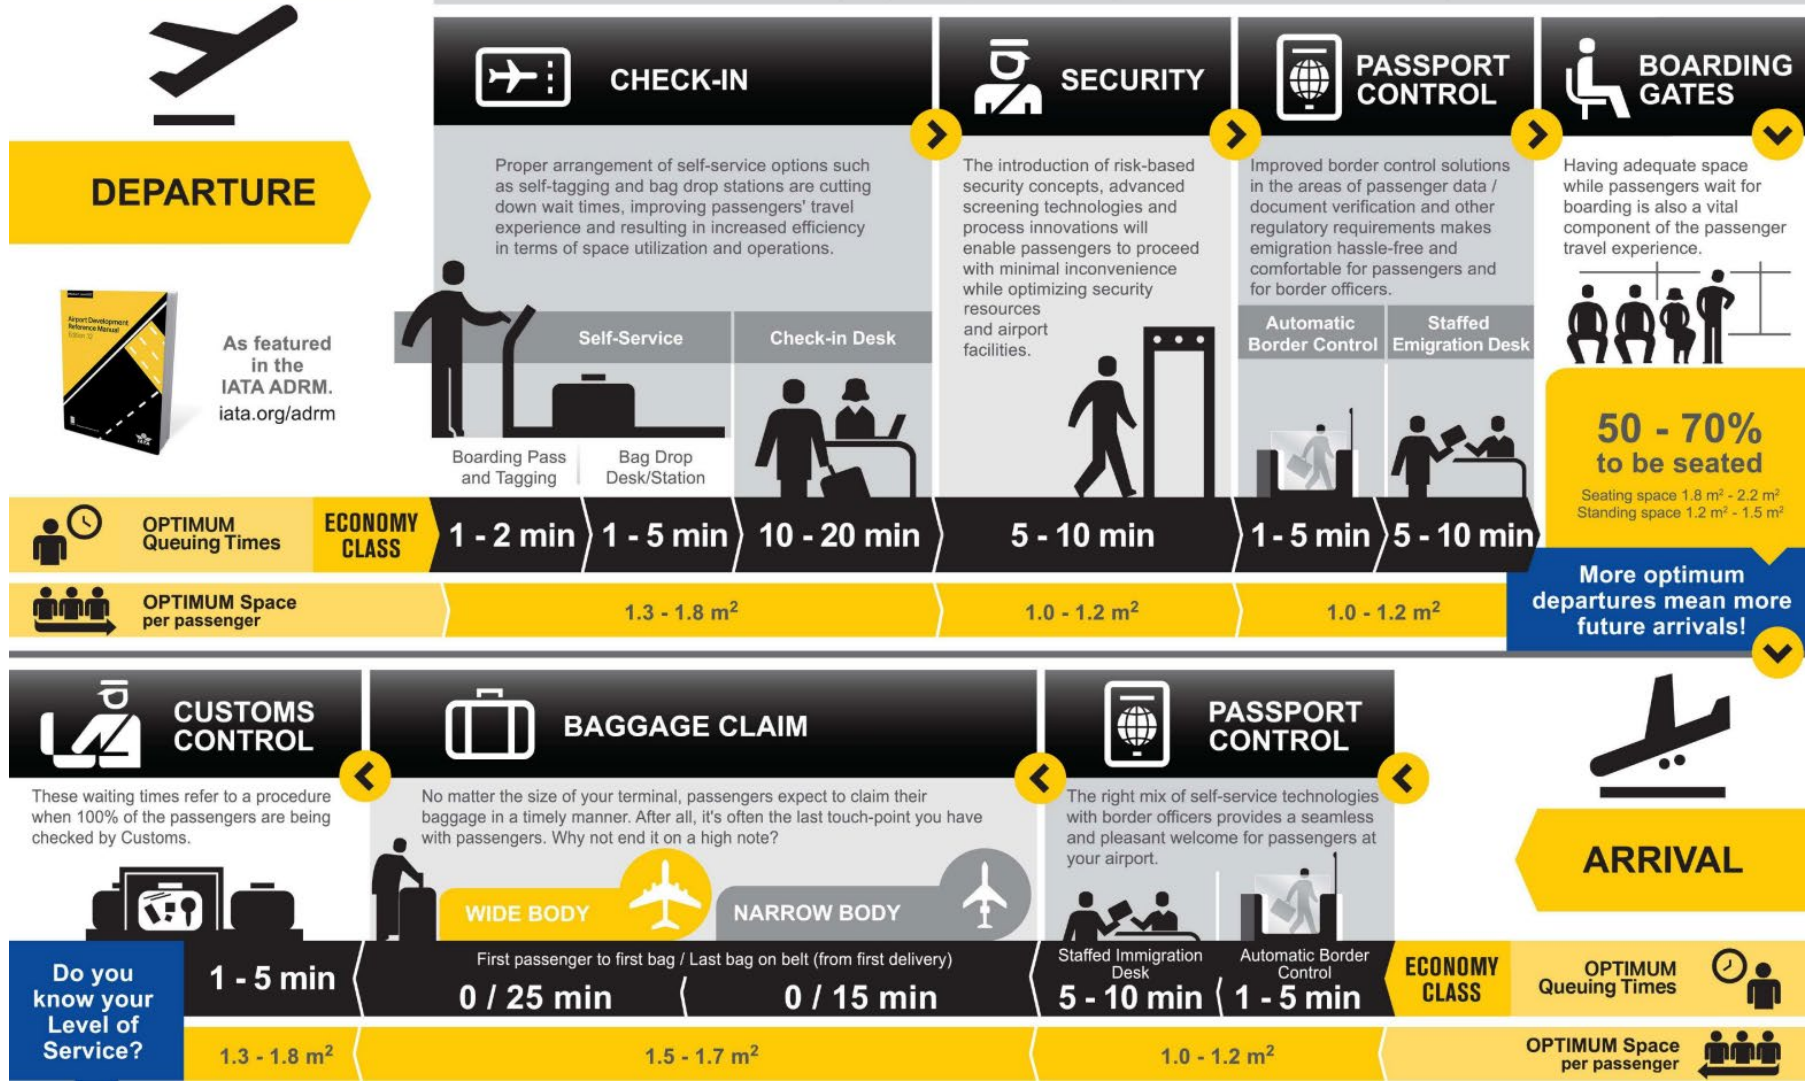 CHECK-IN
SECURITY
PASSPORT
CONTROL
BOARDING
GATES
DEPARTURE
Proper arrangement of self-service options such
as self-tagging and bag drop stations are cutting
down wait times, improving passengers' travel
experience and resulting in increased efficiency
in terms of space utilization and operations.
The introduction of risk-based
security concepts, advanced
screening technologies and
process innovations will
enable passengers to proceed
with minimal inconvenience
while optimizing security
resources
and airport
facilities.
Improved border control solutions
in the areas of passenger data /
document verification and other
regulatory requirements makes
emigration hassle-free and
comfortable for passengers and
for border officers.
Having adequate space
while passengers wait for
boarding is also a vital
component of the passenger
travel experience.
Airport Development
Reference Manual
IATA
As featured
in the
IATA ADRM.
iata.org/adrm
Self-Service
Check-in Desk
Automatic
Border Control
Staffed
Emigration Desk
Boarding Pass
and Tagging
Bag Drop
Desk/Station
50 - 70%
to be seated
Seating space 1.8 m² - 2.2 m²
Standing space 1.2 m² - 1.5 m²
OPTIMUM
Queuing Times
ECONOMY
CLASS
1 - 2 min
1 - 5 min
10 - 20 min
5 - 10 min
1 - 5 min
5 - 10 min
OPTIMUM Space
per passenger
1.3 - 1.8 m²
1.0 - 1.2 m²
1.0 - 1.2 m²
More optimum
departures mean more
future arrivals!
CUSTOMS
CONTROL
BAGGAGE CLAIM
PASSPORT
CONTROL
These waiting times refer to a procedure
when 100% of the passengers are being
checked by Customs.
No matter the size of your terminal, passengers expect to claim their
baggage in a timely manner. After all, it's often the last touch-point you have
with passengers. Why not end it on a high note?
The right mix of self-service technologies
with border officers provides a seamless
and pleasant welcome for passengers at
your airport.
ARRIVAL
WIDE BODY
NARROW BODY
Do you
know your
Level of
Service?
1 - 5 min
First passenger to first bag / Last bag on belt (from first delivery)
0 / 25 min
0 / 15 min
Staffed Immigration
Desk
5 - 10 min
Automatic Border
Control
1 - 5 min
ECONOMY
CLASS
OPTIMUM
Queuing Times
1.3 - 1.8 m²
1.5 - 1.7 m²
1.0 - 1.2 m²
OPTIMUM Space
per passenger